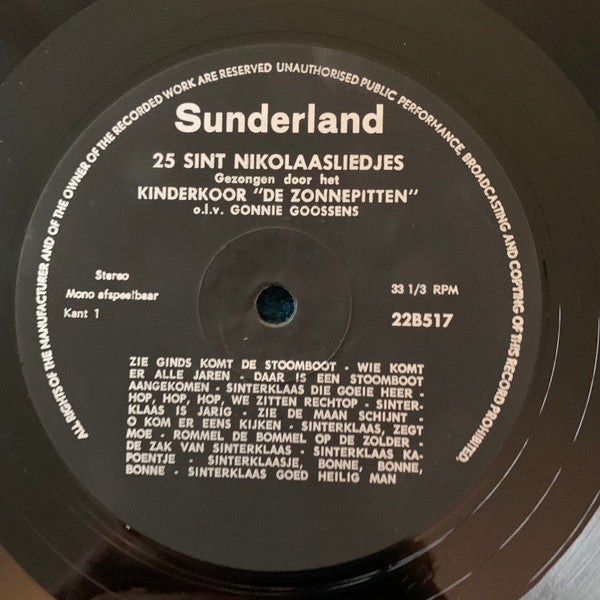 ALL RIGHTS OF THE MANUFACTURER AND OF THE OWNER OF THE RECORDED WORK ARE RESERVED UNAUTHORISED PUBLIC PERFORMANCE, BROADCASTING AND COPYING OF THIS RECORD PROHIBITED.
Sunderland
25 SINT NIKOLAASLIEDJES
Gezongen door het
KINDERKOOR "DE ZONNEPITTEN"
o.l.v. GONNIE GOOSSENS
Stereo
Mono afspeelbaar
Kant 1
33 1/3 RPM
22B517
ZIE GINDS KOMT DE STOOMBOOT - WIE KOMT
ER ALLE JAREN - DAAR IS EEN STOOMBOOT
AANGEKOMEN - SINTERKLAAS DIE GOEIE HEER -
HOP, HOP, HOP, WE ZITTEN RECHTOP - SINTER-
KLAAS IS JARIG - ZIE DE MAAN SCHIJNT -
O KOM ER EENS KIJKEN - SINTERKLAAS, ZEGT
MOE - ROMMEL DE BOMMEL OP DE ZOLDER -
DE ZAK VAN SINTERKLAAS - SINTERKLAAS KA-
POENTJE - SINTERKLAASJE, BONNE, BONNE,
BONNE - SINTERKLAAS GOED HEILIG MAN